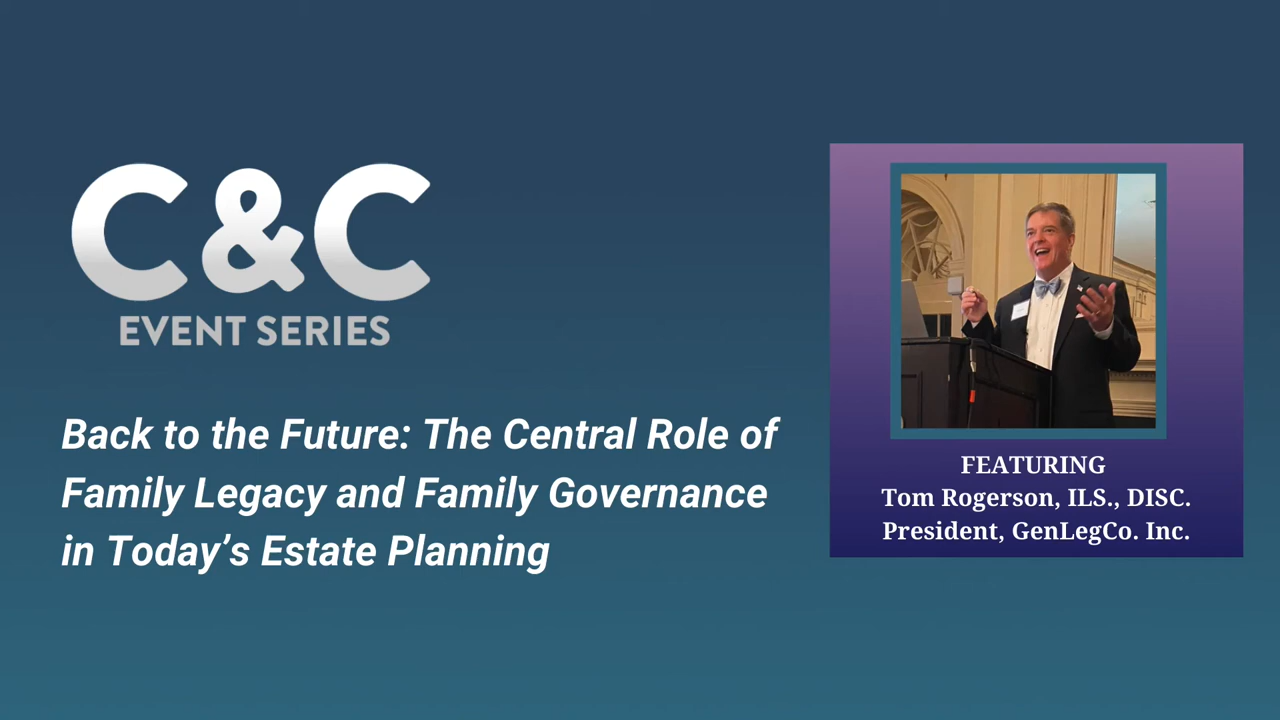 C&C
EVENT SERIES
Back to the Future: The Central Role of
Family Legacy and Family Governance
in Today’s Estate Planning
FEATURING
Tom Rogerson, ILS., DISC.
President, GenLegCo. Inc.